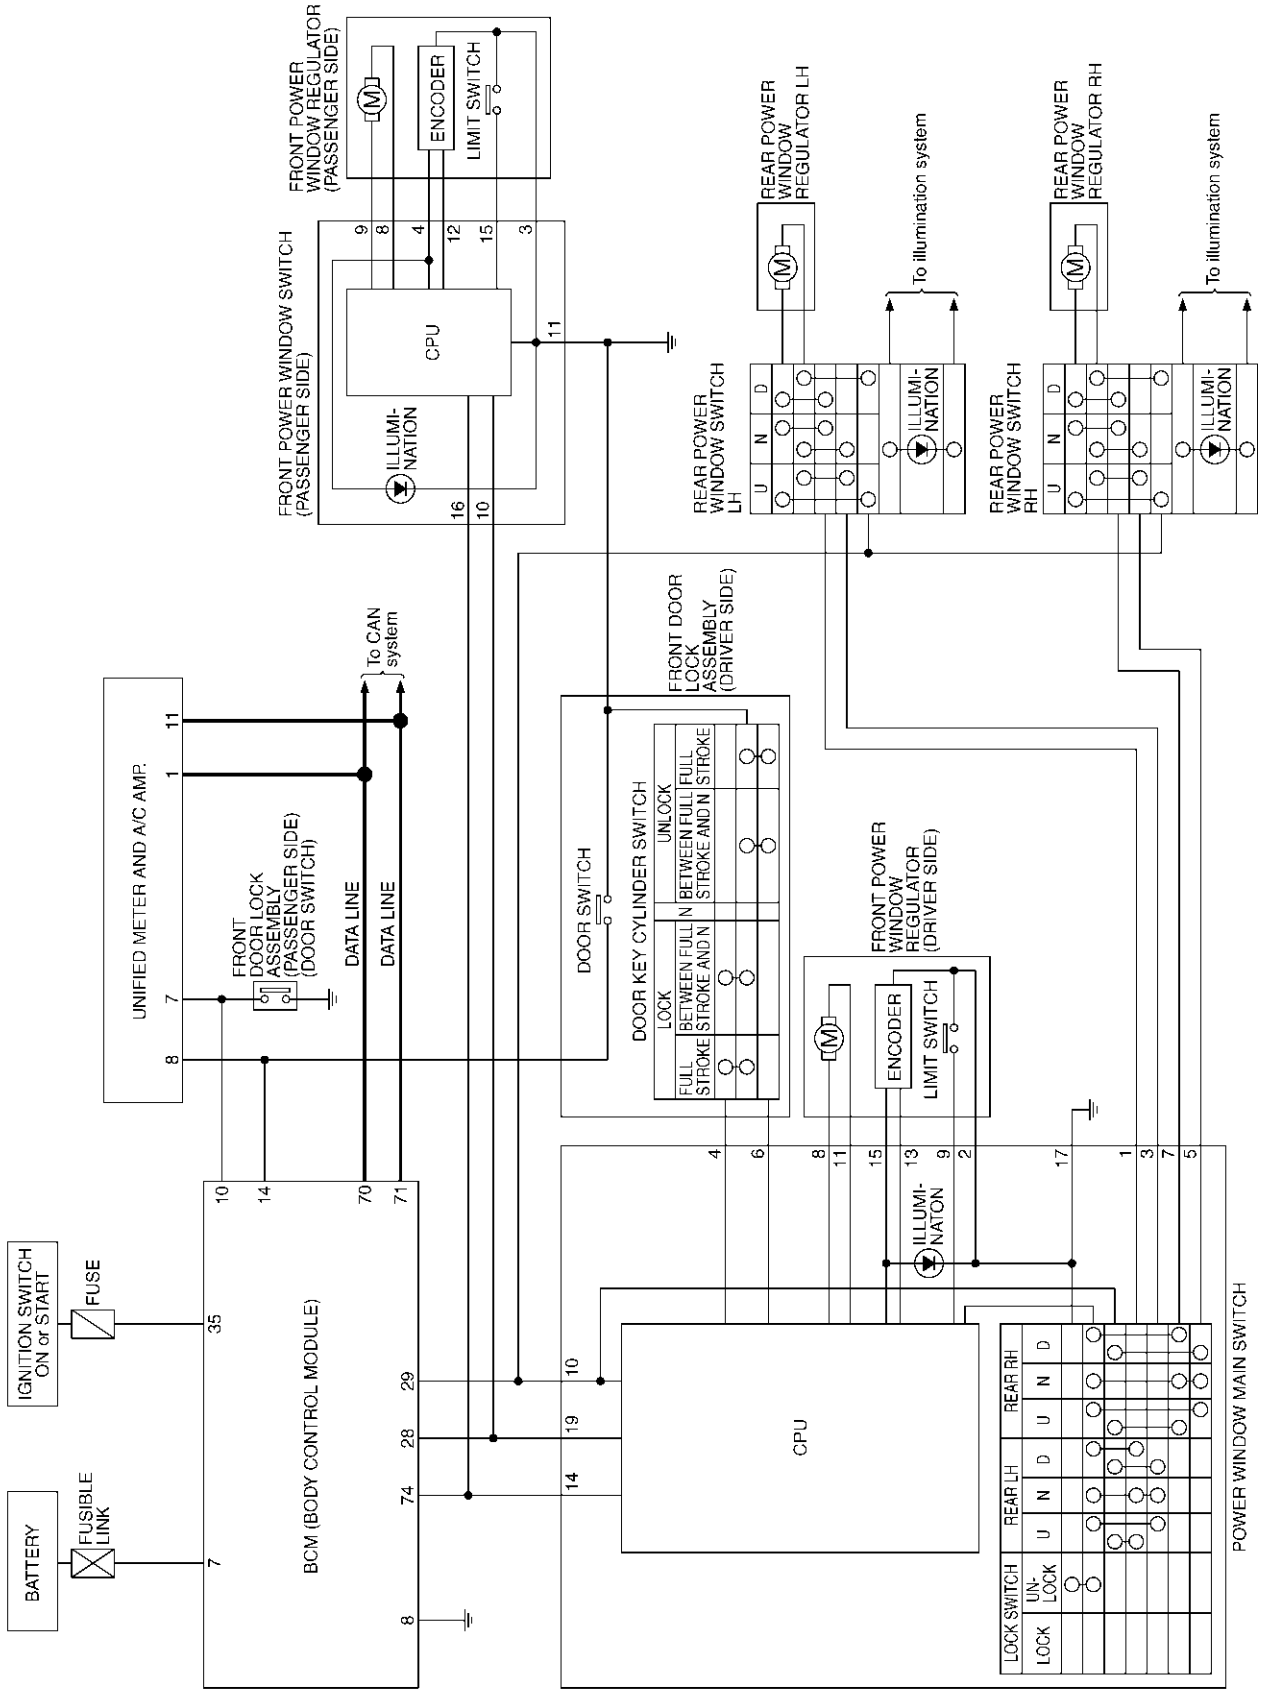 BATTERY
FUSIBLE
LINK
7
IGNITION SWITCH
ON or START
FUSE
35
BCM (BODY CONTROL MODULE)
8
74
28
29
10
14
70
71
UNIFIED METER AND A/C AMP.
8
7
1
11
FRONT
DOOR LOCK
ASSEMBLY
(PASSENGER SIDE)
(DOOR SWITCH)
DATA LINE
DATA LINE
To CAN
system
FRONT POWER WINDOW SWITCH
(PASSENGER SIDE)
ILLUMI-
NATION
CPU
16
10
9
8
4
12
15
3
11
FRONT POWER
WINDOW REGULATOR
(PASSENGER SIDE)
M
ENCODER
LIMIT SWITCH
DOOR SWITCH
FRONT DOOR
LOCK
ASSEMBLY
(DRIVER SIDE)
DOOR KEY CYLINDER SWITCH
LOCK
N
UNLOCK
FULL
STROKE
BETWEEN FULL
STROKE AND N
BETWEEN FULL
STROKE AND N
FULL
STROKE
REAR POWER
WINDOW SWITCH
LH
U
N
D
ILLUMI-
NATION
REAR POWER
WINDOW
REGULATOR LH
M
To illumination system
REAR POWER
WINDOW SWITCH
RH
U
N
D
ILLUMI-
NATION
REAR POWER
WINDOW
REGULATOR RH
M
To illumination system
FRONT POWER
WINDOW
REGULATOR
(DRIVER SIDE)
M
ENCODER
LIMIT SWITCH
14
19
10
CPU
4
6
8
11
15
13
9
2
17
1
3
7
5
ILLUMI-
NATON
LOCK SWITCH
LOCK
UN-
LOCK
REAR LH
U
N
D
REAR RH
U
N
D
POWER WINDOW MAIN SWITCH